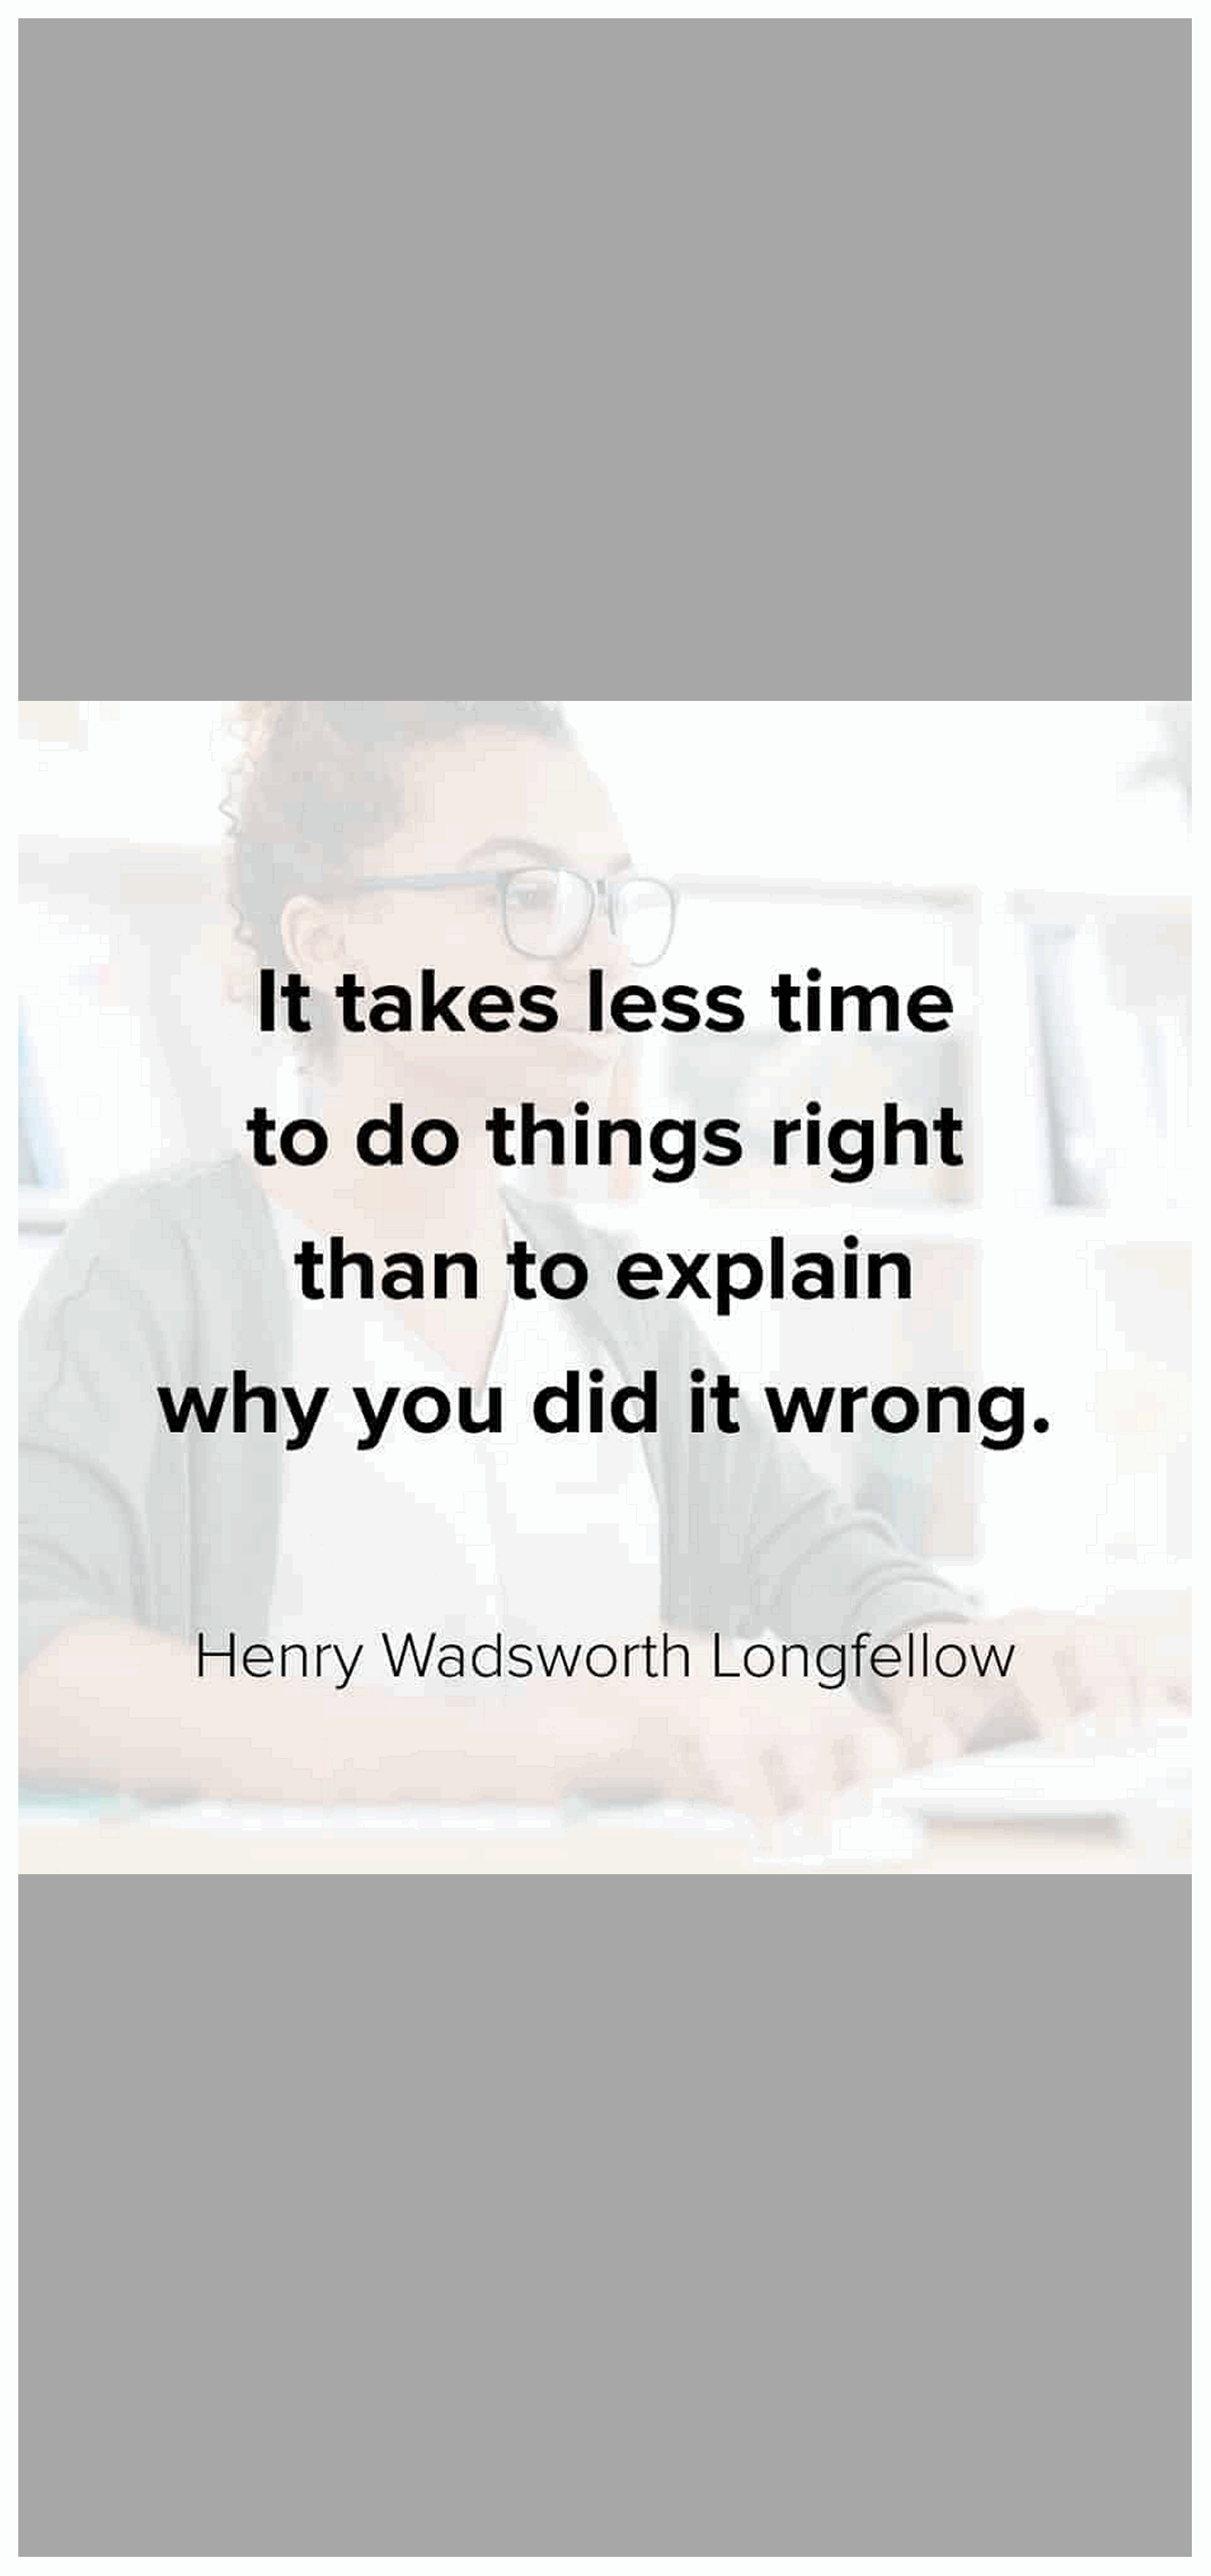 It takes less time
to do things right
than to explain
why you did it wrong.
Henry Wadsworth Longfellow